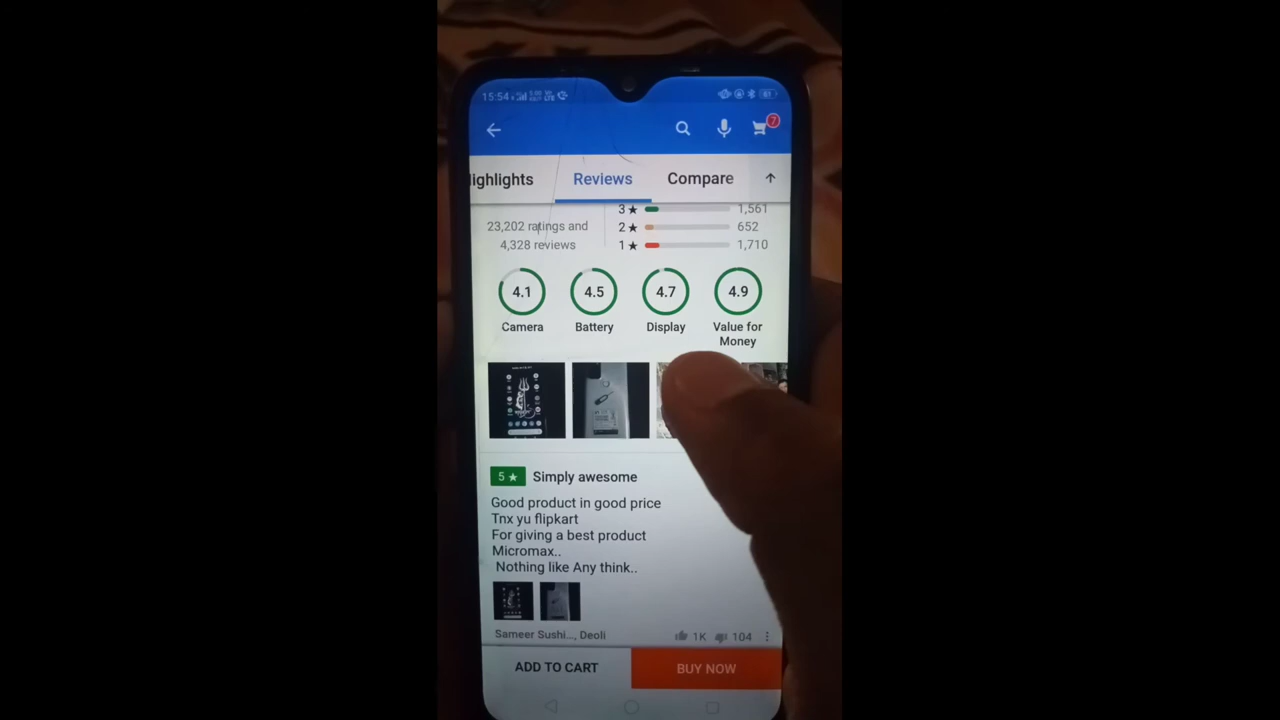 15:54
7
ighlights Reviews Compare
3★ 1,561
23,202 ratings and
4,328 reviews
2★ 652
1★ 1,710
4.1 4.5 4.7 4.9
Camera Battery Display Value for
Money
5★ Simply awesome
Good product in good price
Tnx yu flipkart
For giving a best product
Micromax..
Nothing like Any think..
Sameer Sushi..., Deoli 1K 104
ADD TO CART BUY NOW